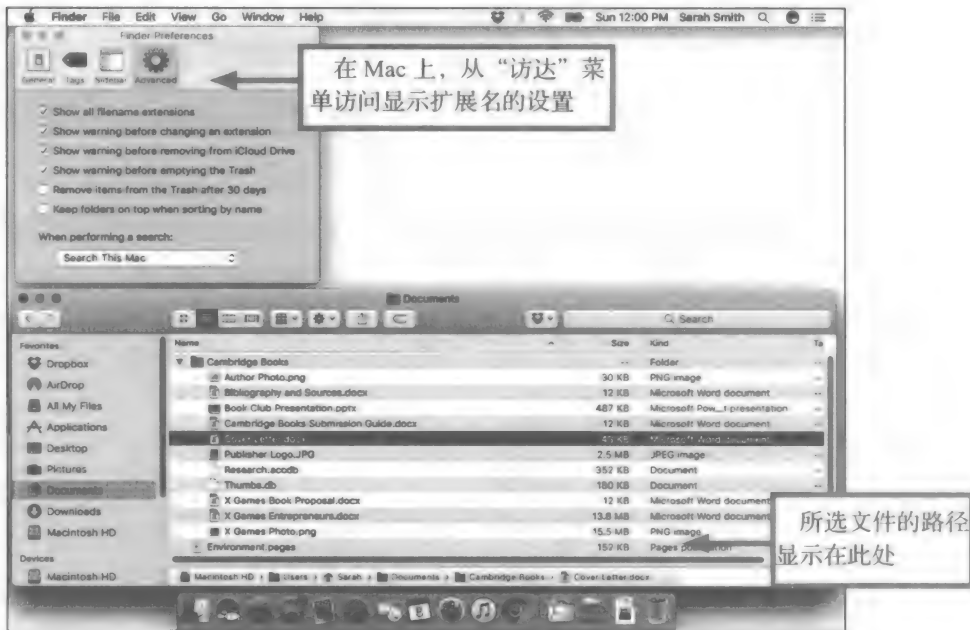 Finder File Edit View Go Window Help Sun 12:00 PM Sarah Smith
Finder Preferences
General Tags Sidebar Advanced
在 Mac 上，从“访达”菜
单访问显示扩展名的设置
Show all filename extensions
Show warning before changing an extension
Show warning before removing from iCloud Drive
Show warning before emptying the Trash
Remove items from the Trash after 30 days
Keep folders on top when sorting by name
When performing a search:
Search This Mac
Documents
Search
Favorites
Dropbox
AirDrop
All My Files
Applications
Desktop
Pictures
Documents
Downloads
Macintosh HD
Devices
Macintosh HD
Name Size Kind Ta
Cambridge Books -- Folder --
Author Photo.png 30 KB PNG image --
Bibliography and Sources.docx 12 KB Microsoft Word document --
Book Club Presentation.pptx 487 KB Microsoft Pow...t presentation --
Cambridge Books Submission Guide.docx 12 KB Microsoft Word document --
Cover Letter.docx 49 KB Microsoft Word document --
Publisher Logo.JPG 2.5 MB JPEG image --
Research.accdb 352 KB Document --
Thumbs.db 180 KB Document --
X Games Book Proposal.docx 12 KB Microsoft Word document
X Games Entrepreneurs.docx 13.8 MB Microsoft Word document
X Games Photo.png 15.5 MB PNG image
Environment.pages 152 KB Pages
所选文件的路径
显示在此处
Macintosh HD › Users › Sarah › Documents › Cambridge Books › Cover Letter.docx